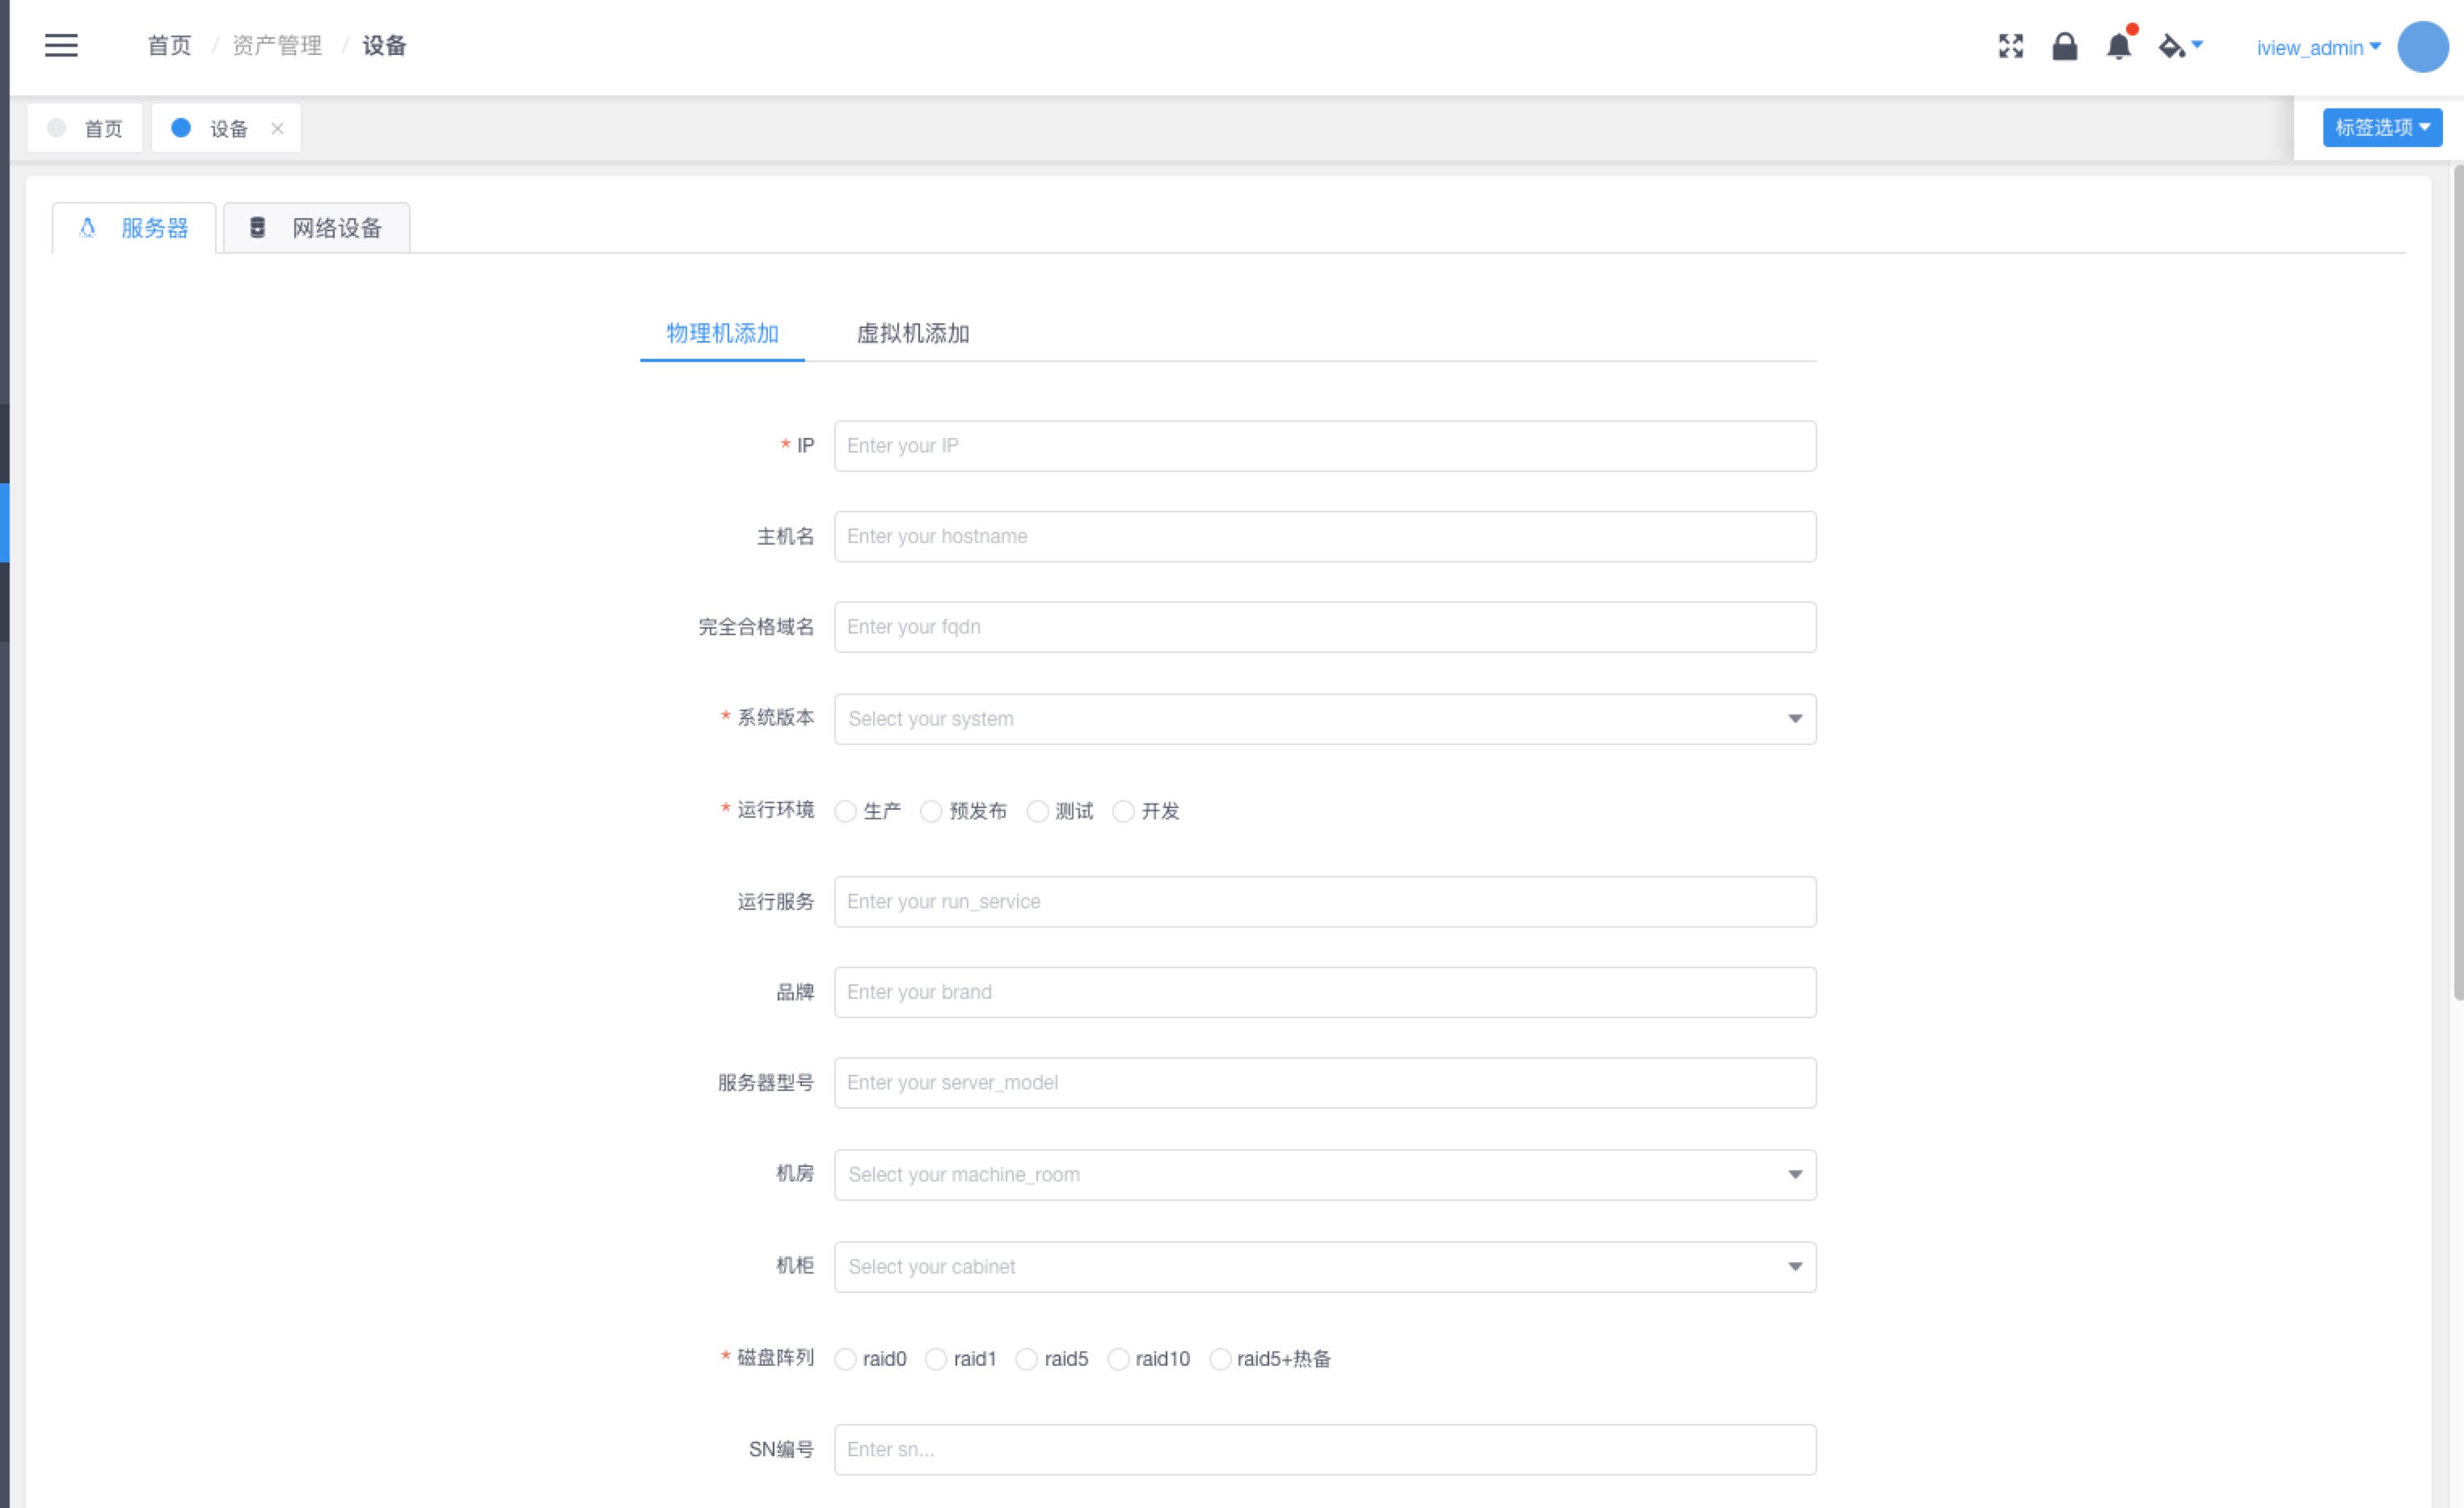 首页 / 资产管理 / 设备
iview_admin
首页 设备
标签选项
服务器 网络设备
物理机添加 虚拟机添加
* IP Enter your IP
主机名 Enter your hostname
完全合格域名 Enter your fqdn
* 系统版本 Select your system
* 运行环境 生产 预发布 测试 开发
运行服务 Enter your run_service
品牌 Enter your brand
服务器型号 Enter your server_model
机房 Select your machine_room
机柜 Select your cabinet
* 磁盘阵列 raid0 raid1 raid5 raid10 raid5+热备
SN编号 Enter sn...